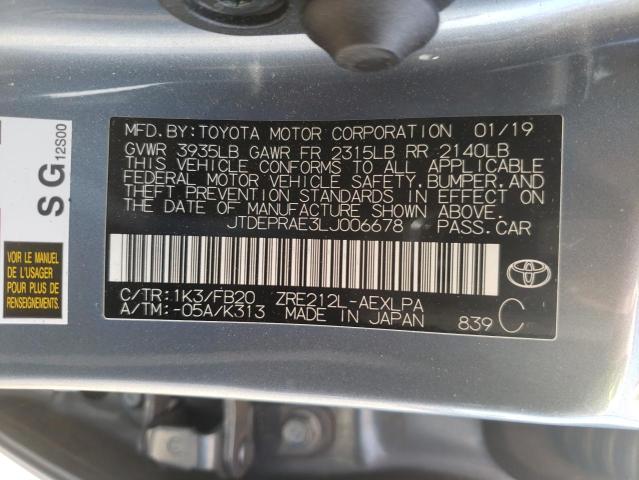 MFD. BY: TOYOTA MOTOR CORPORATION 01/19
GVWR 3935LB GAWR FR 2315LB RR 2140LB
THIS VEHICLE CONFORMS TO ALL APPLICABLE
FEDERAL MOTOR VEHICLE SAFETY, BUMPER, AND
THEFT PREVENTION STANDARDS IN EFFECT ON
THE DATE OF MANUFACTURE SHOWN ABOVE.
JTDEPRAE3LJ006678 PASS.CAR
C/TR: 1K3/FB20 ZRE212L-AEXLPA
A/TM: -05A/K313 MADE IN JAPAN 839 C
SG 12S00
LIRE LE MANUEL
DE L'USAGER
POUR PLUS
D'INFORMATIONS